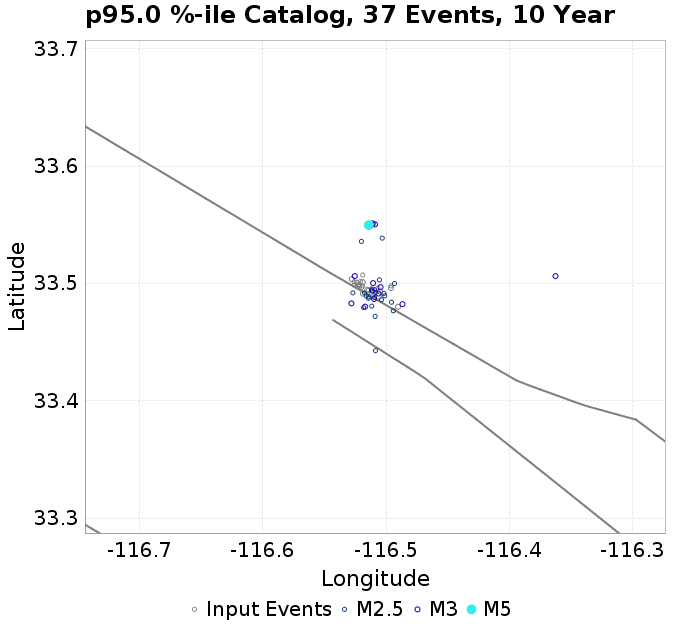 p95.0 %-ile Catalog, 37 Events, 10 Year
33.7
33.6
33.5
33.4
33.3
Latitude
-116.7 -116.6 -116.5 -116.4 -116.3
Longitude
Input Events M2.5 M3 M5